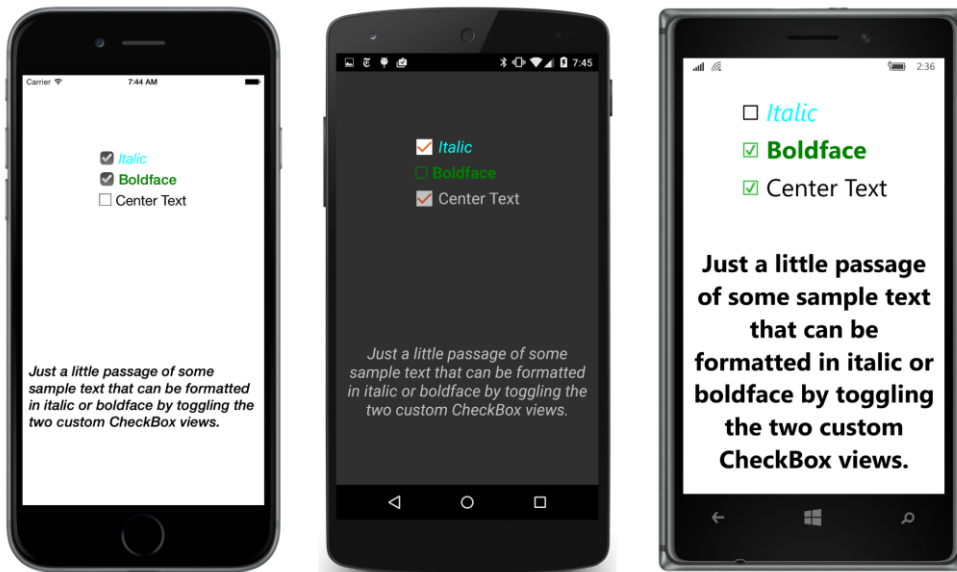 Carrier 7:44 AM
Italic
Boldface
Center Text
Just a little passage of some
sample text that can be formatted
in italic or boldface by toggling the
two custom CheckBox views.
7:45
Italic
Boldface
Center Text
Just a little passage of some
sample text that can be formatted
in italic or boldface by toggling the
two custom CheckBox views.
2:36
Italic
Boldface
Center Text
Just a little passage
of some sample text
that can be
formatted in italic or
boldface by toggling
the two custom
CheckBox views.